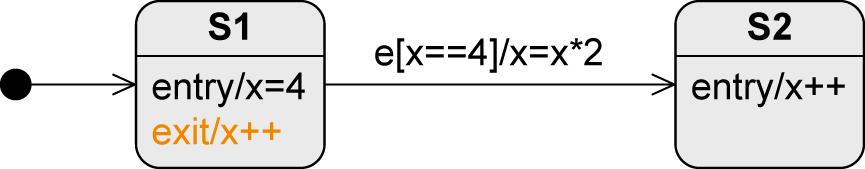 S1
entry/x=4
exit/x++
e[x==4]/x=x*2
S2
entry/x++